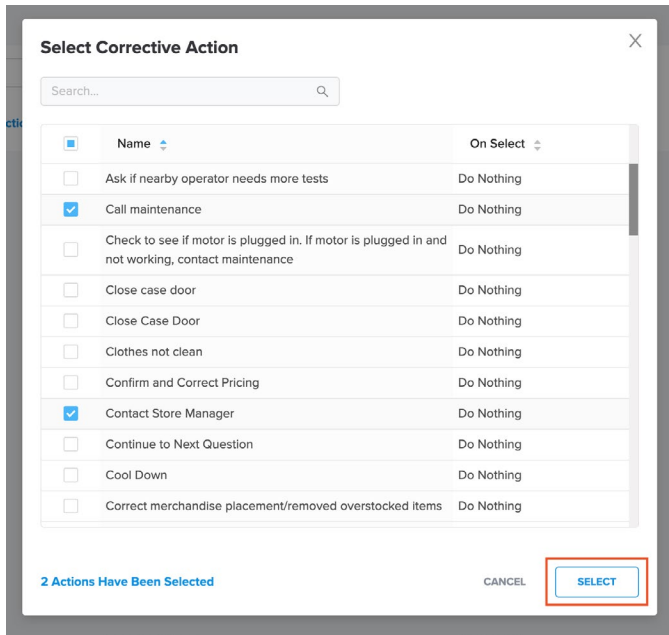 Select Corrective Action
X
Search...
ctio
Name
On Select
Ask if nearby operator needs more tests
Do Nothing
Call maintenance
Do Nothing
Check to see if motor is plugged in. If motor is plugged in and
not working, contact maintenance
Do Nothing
Close case door
Do Nothing
Close Case Door
Do Nothing
Clothes not clean
Do Nothing
Confirm and Correct Pricing
Do Nothing
Contact Store Manager
Do Nothing
Continue to Next Question
Do Nothing
Cool Down
Do Nothing
Correct merchandise placement/removed overstocked items
Do Nothing
2 Actions Have Been Selected
CANCEL
SELECT